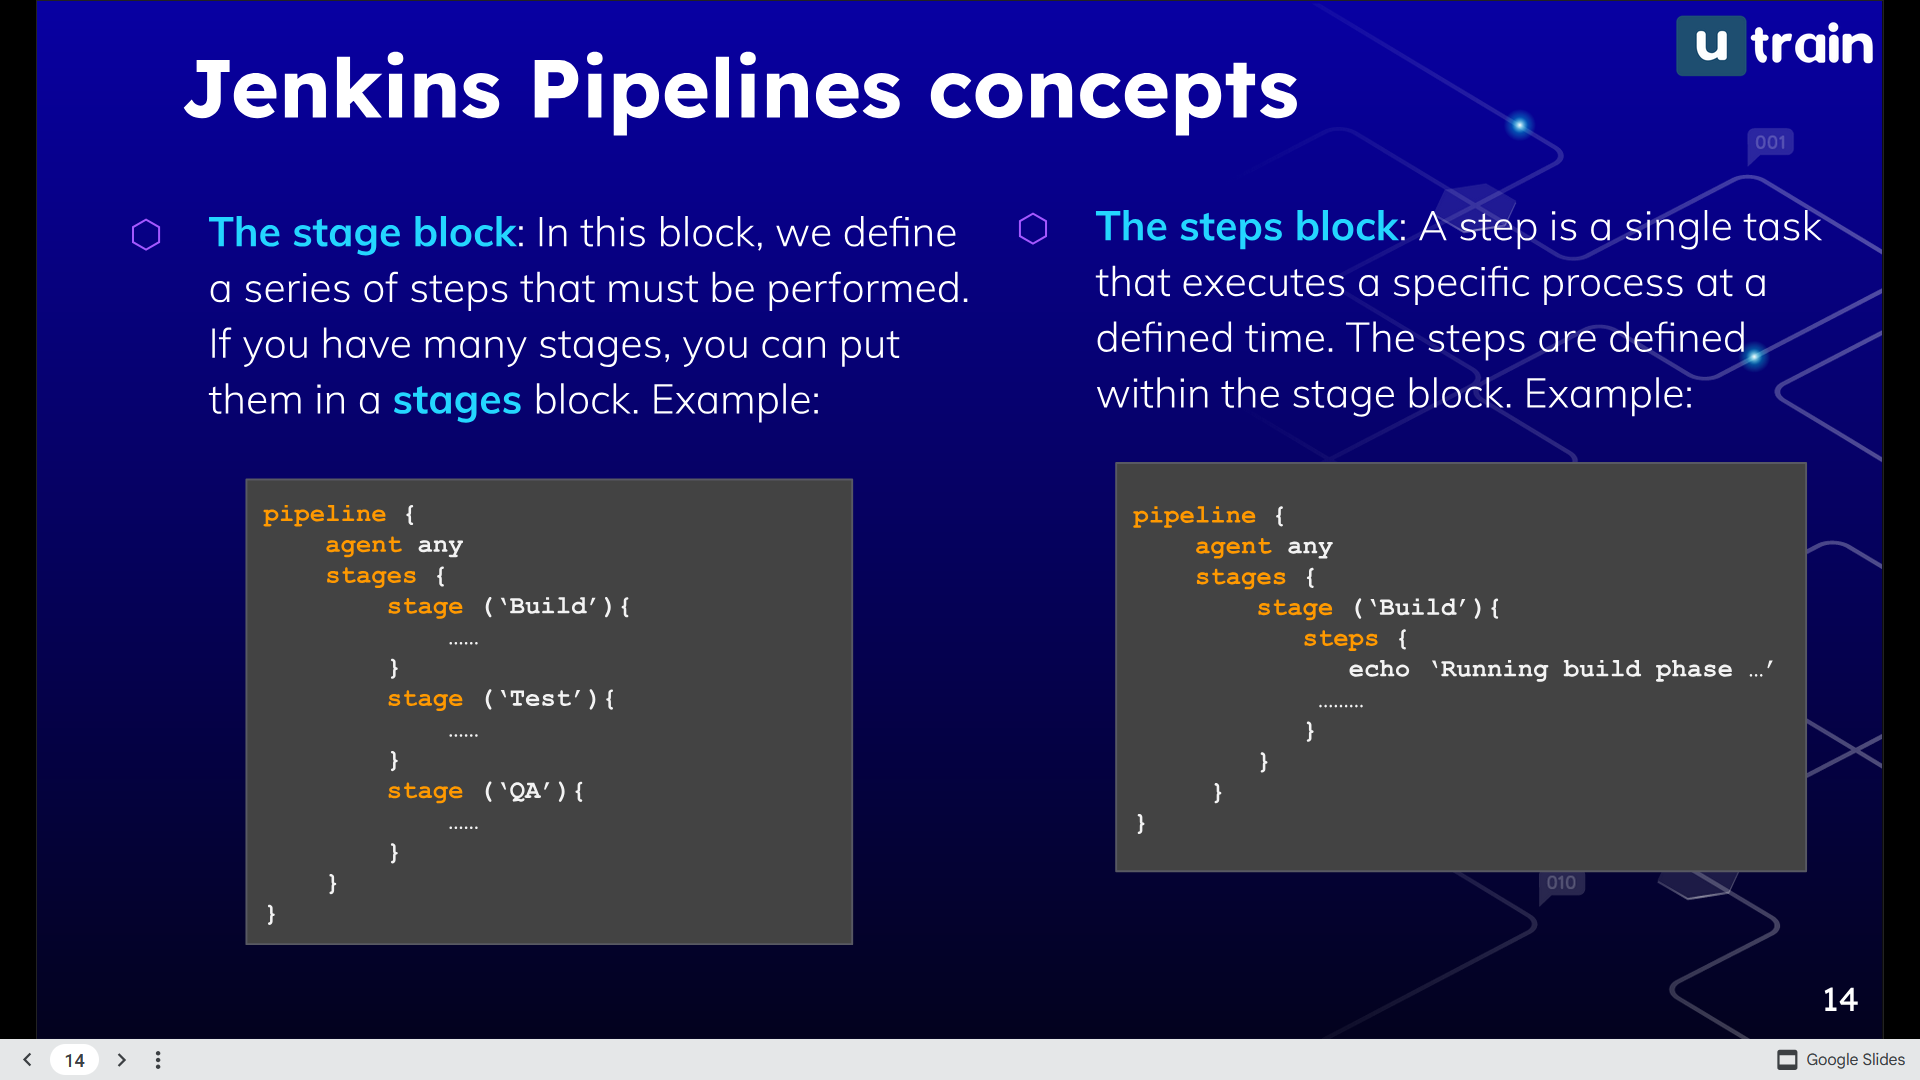 Jenkins Pipelines concepts
u train
001
The stage block: In this block, we define
a series of steps that must be performed.
If you have many stages, you can put
them in a stages block. Example:
pipeline {
agent any
stages {
stage (‘Build’){
......
}
stage (‘Test’){
......
}
stage (‘QA’){
......
}
}
}
The steps block: A step is a single task
that executes a specific process at a
defined time. The steps are defined
within the stage block. Example:
pipeline {
agent any
stages {
stage (‘Build’){
steps {
echo ‘Running build phase …’
.........
}
}
}
}
010
14
14
Google Slides